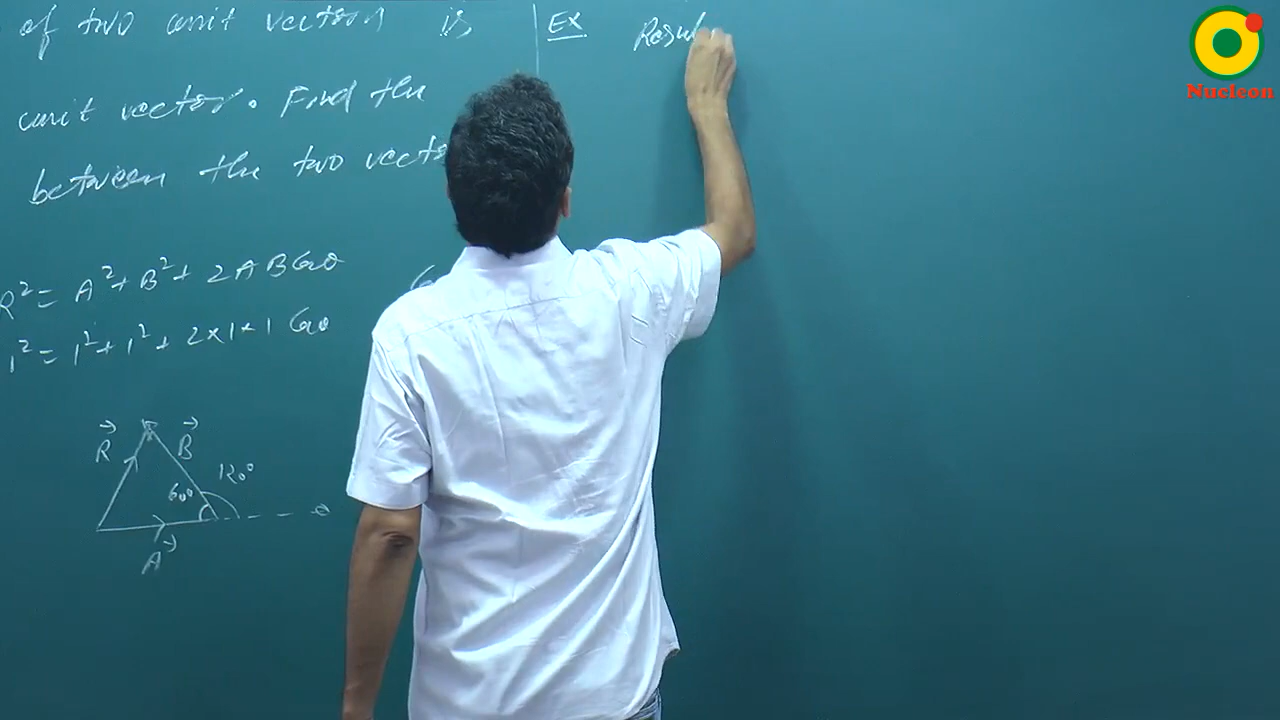 of two unit vectors is
unit vector. Find the
between the two vecto
R² = A² + B² + 2AB Cosθ
1² = 1² + 1² + 2×1×1 Cosθ
R
B
120°
60°
θ
A
EX Resul
Nucleon